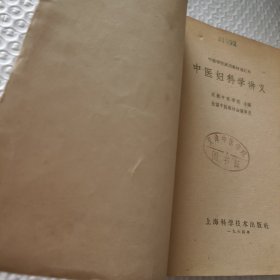 中医学院试用教材重订本
中医妇科学讲义
成都中医学院 主编
全国中医教材会议审定
上海科学技术出版社
一九六四年